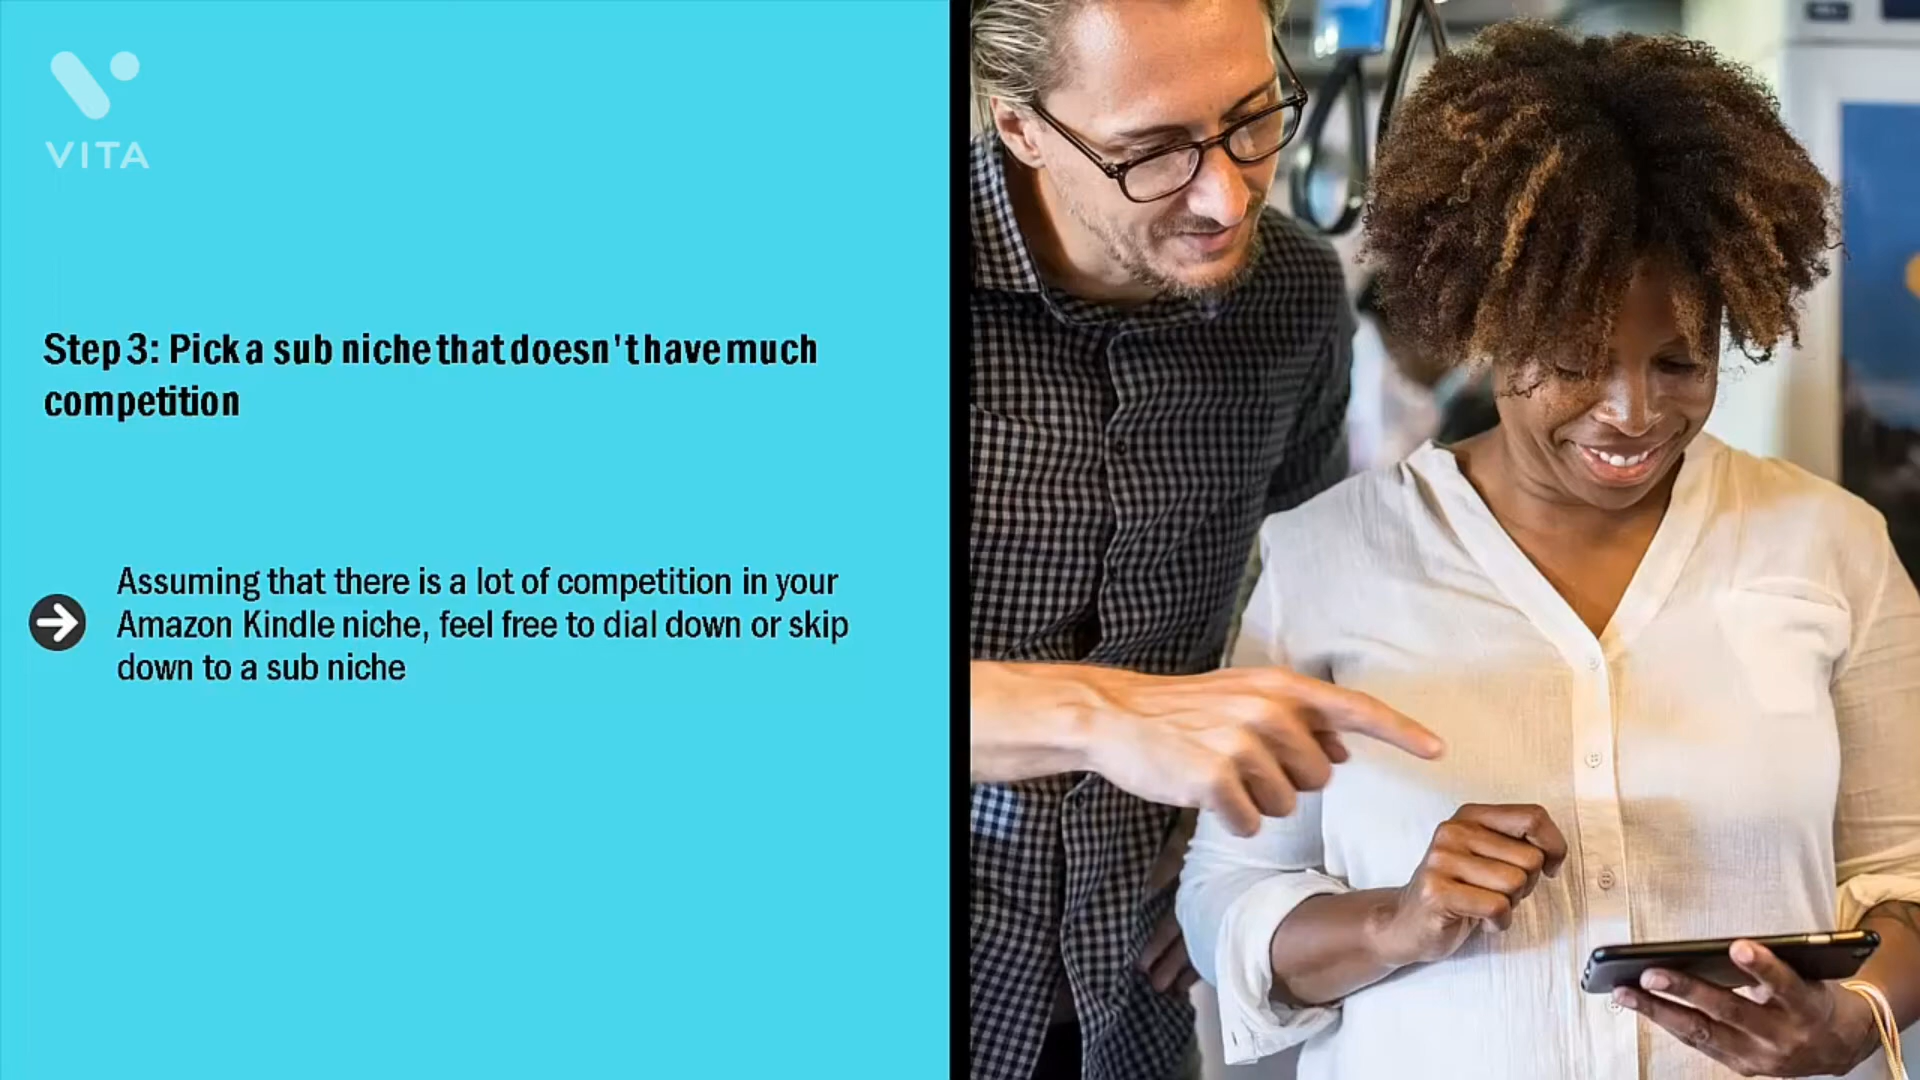 VITA
Step 3: Pick a sub niche that doesn't have much
competition
Assuming that there is a lot of competition in your
Amazon Kindle niche, feel free to dial down or skip
down to a sub niche